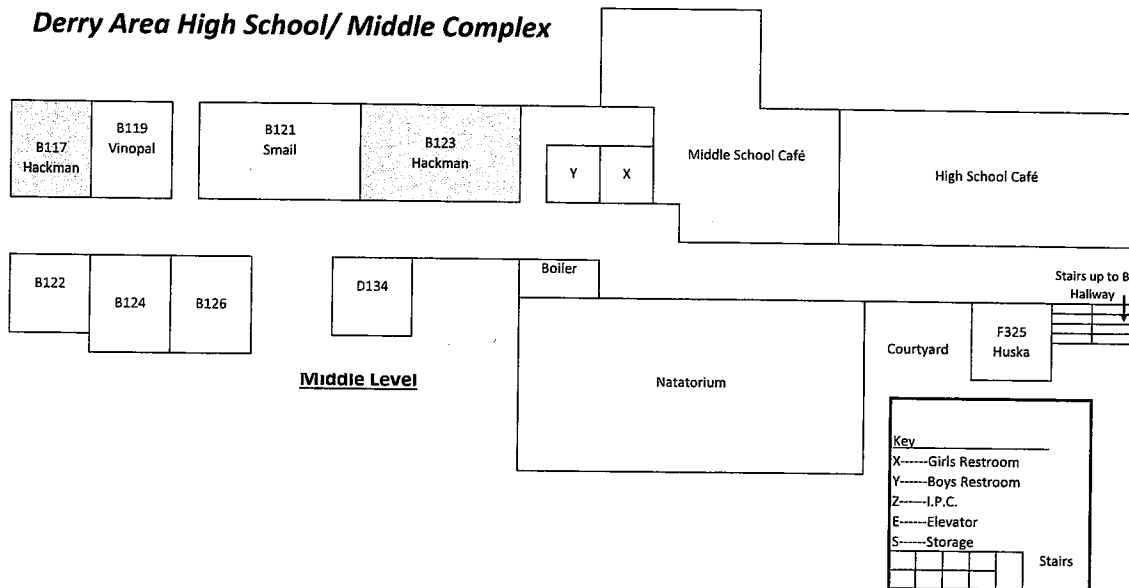 Derry Area High School/ Middle Complex
B117
Hackman
B119
Vinopal
B121
Smail
B123
Hackman
Y
X
Middle School Café
High School Café
B122
B124
B126
D134
Boiler
Stairs up to B
Hallway
Middle Level
Natatorium
Courtyard
F325
Huska
Key
X------Girls Restroom
Y------Boys Restroom
Z-----I.P.C.
E-----Elevator
S-----Storage
Stairs